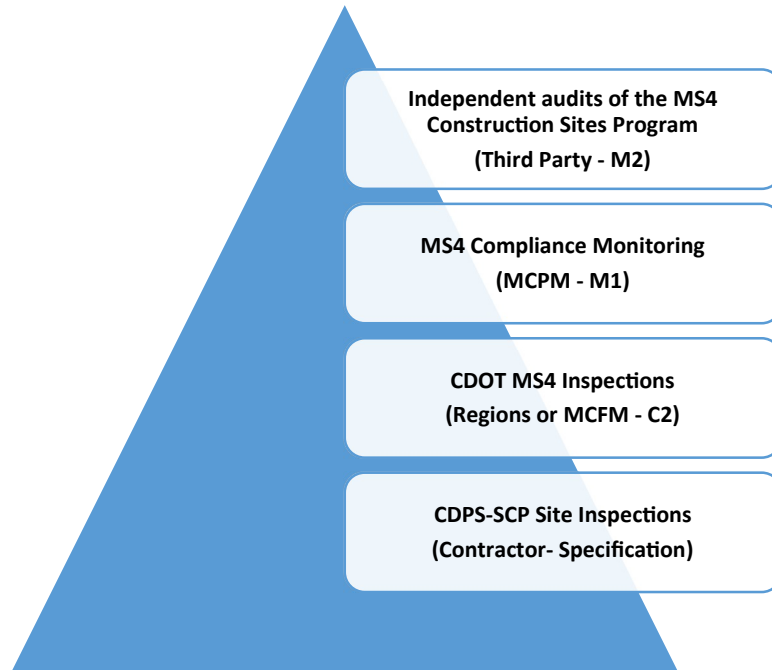 Independent audits of the MS4
Construction Sites Program
(Third Party - M2)
MS4 Compliance Monitoring
(MCPM - M1)
CDOT MS4 Inspections
(Regions or MCFM - C2)
CDPS-SCP Site Inspections
(Contractor- Specification)